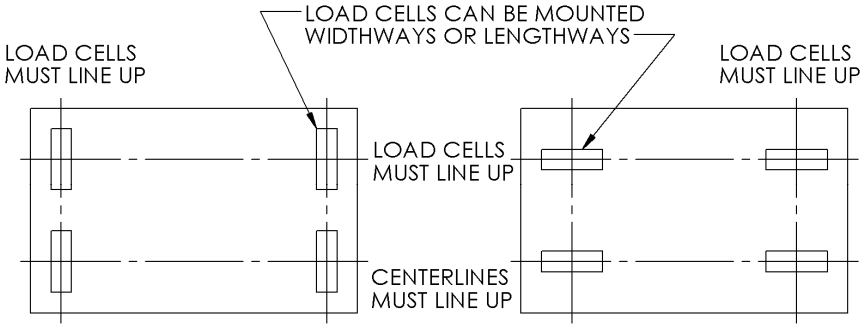 LOAD CELLS CAN BE MOUNTED
WIDTHWAYS OR LENGTHWAYS
LOAD CELLS
MUST LINE UP
LOAD CELLS
MUST LINE UP
LOAD CELLS
MUST LINE UP
CENTERLINES
MUST LINE UP